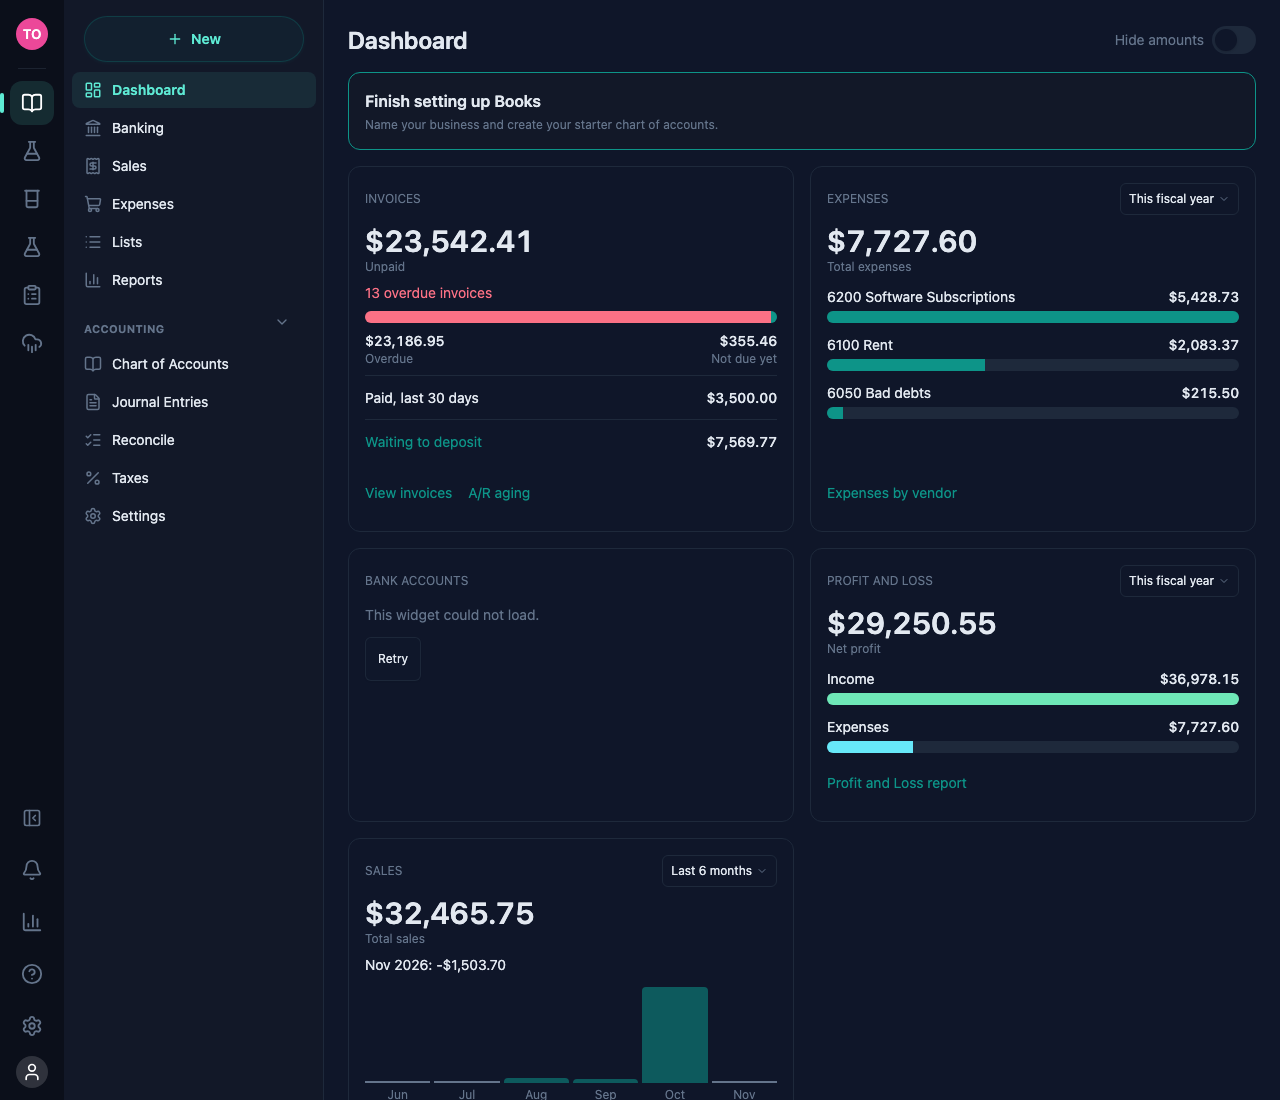 TO
New
Dashboard
Banking
Sales
Expenses
Lists
Reports
ACCOUNTING
Chart of Accounts
Journal Entries
Reconcile
Taxes
Settings
Dashboard
Hide amounts
Finish setting up Books
Name your business and create your starter chart of accounts.
INVOICES
$23,542.41
Unpaid
13 overdue invoices
$23,186.95 $355.46
Overdue Not due yet
Paid, last 30 days $3,500.00
Waiting to deposit $7,569.77
View invoices A/R aging
EXPENSES This fiscal year
$7,727.60
Total expenses
6200 Software Subscriptions $5,428.73
6100 Rent $2,083.37
6050 Bad debts $215.50
Expenses by vendor
BANK ACCOUNTS
This widget could not load.
Retry
PROFIT AND LOSS This fiscal year
$29,250.55
Net profit
Income $36,978.15
Expenses $7,727.60
Profit and Loss report
SALES Last 6 months
$32,465.75
Total sales
Nov 2026: -$1,503.70
Jun Jul Aug Sep Oct Nov